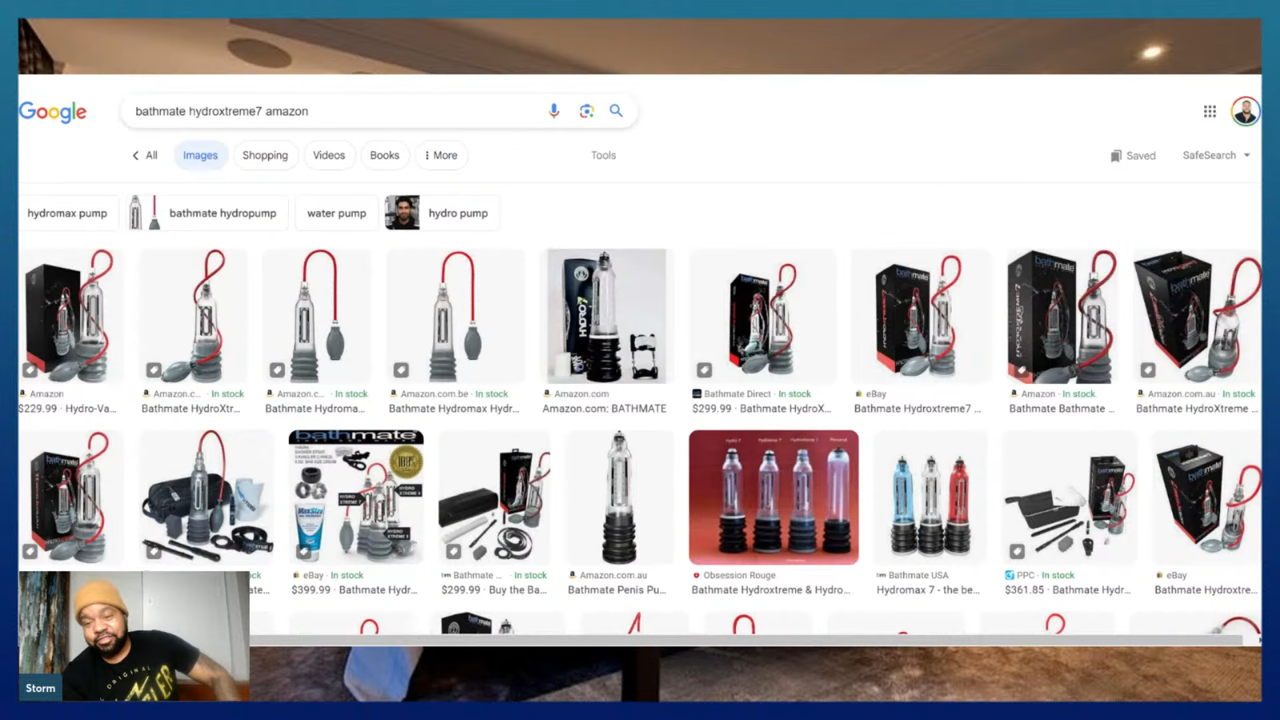 Google
bathmate hydroxtreme7 amazon
All
Images
Shopping
Videos
Books
More
Tools
Saved
SafeSearch
hydromax pump
bathmate hydropump
water pump
hydro pump
Amazon
$229.99 · Hydro-Va...
Amazon.c... · In stock
Bathmate HydroXtr...
Amazon.c... · In stock
Bathmate Hydroma...
Amazon.com.be · In stock
Bathmate Hydromax Hydr...
Amazon.com
Amazon.com: BATHMATE
Bathmate Direct · In stock
$299.99 · Bathmate HydroX...
eBay
Bathmate Hydroxtreme7 ...
Amazon · In stock
Bathmate Bathmate ...
Amazon.com.au · In stock
Bathmate HydroXtreme ...
bathmate
ate...
eBay · In stock
$399.99 · Bathmate Hydr...
Bathmate ... · In stock
$299.99 · Buy the Ba...
Amazon.com.au
Bathmate Penis Pu...
Obsession Rouge
Bathmate Hydroxtreme & Hydro...
Bathmate USA
Hydromax 7 - the be...
PPC · In stock
$361.85 · Bathmate Hydr...
eBay
Bathmate Hydroxtre...
Storm